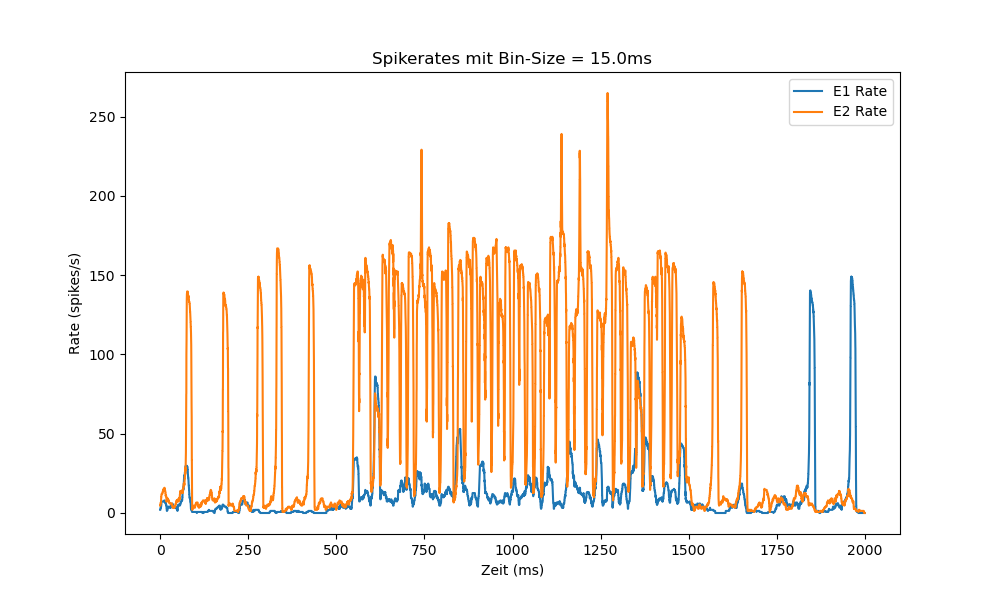 Spikerates mit Bin-Size = 15.0ms
E1 Rate
E2 Rate
250
200
150
100
50
0
Rate (spikes/s)
0 250 500 750 1000 1250 1500 1750 2000
Zeit (ms)